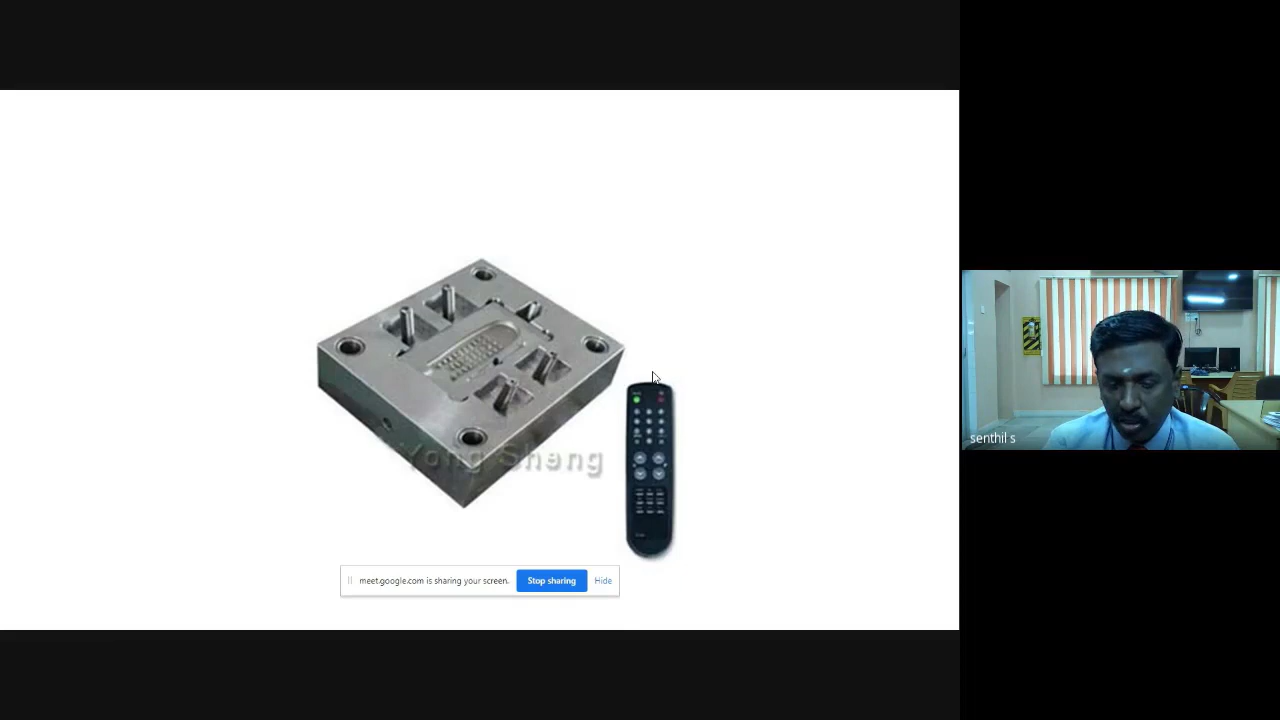 Yong Sheng
meet.google.com is sharing your screen.
Stop sharing
Hide
senthil s